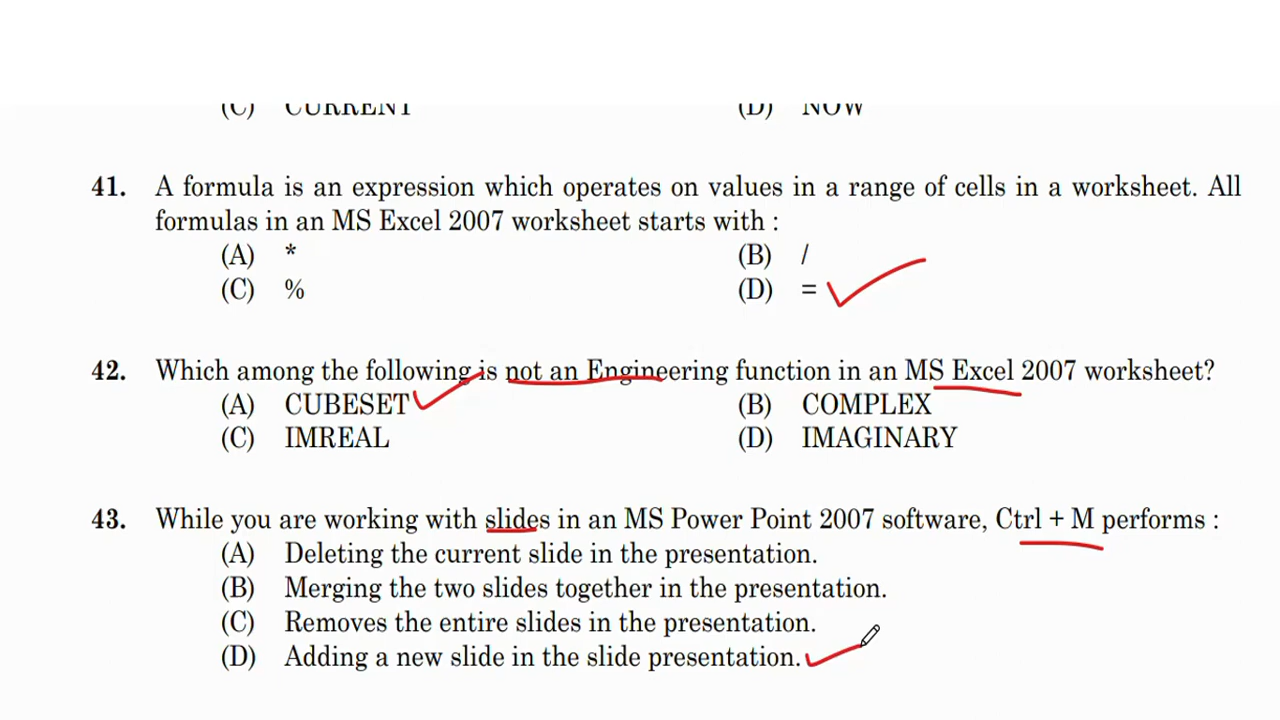 (C) CURRENT (D) NOW
41. A formula is an expression which operates on values in a range of cells in a worksheet. All
formulas in an MS Excel 2007 worksheet starts with :
(A) * (B) /
(C) % (D) =
42. Which among the following is not an Engineering function in an MS Excel 2007 worksheet?
(A) CUBESET (B) COMPLEX
(C) IMREAL (D) IMAGINARY
43. While you are working with slides in an MS Power Point 2007 software, Ctrl + M performs :
(A) Deleting the current slide in the presentation.
(B) Merging the two slides together in the presentation.
(C) Removes the entire slides in the presentation.
(D) Adding a new slide in the slide presentation.